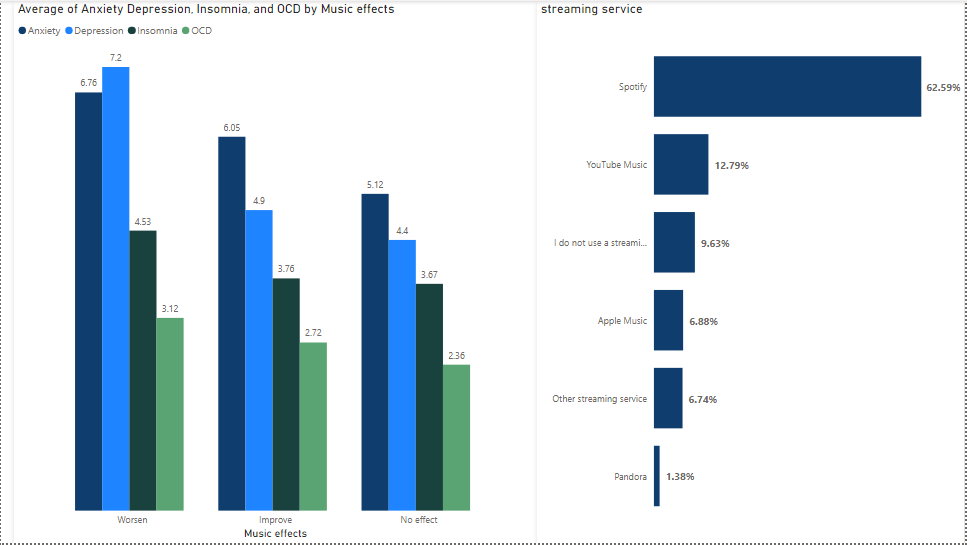 Average of Anxiety Depression, Insomnia, and OCD by Music effects
Anxiety Depression Insomnia OCD
7.2
6.76
4.53
3.12
6.05
4.9
3.76
2.72
5.12
4.4
3.67
2.36
Worsen Improve No effect
Music effects
streaming service
Spotify 62.59%
YouTube Music 12.79%
I do not use a streami... 9.63%
Apple Music 6.88%
Other streaming service 6.74%
Pandora 1.38%